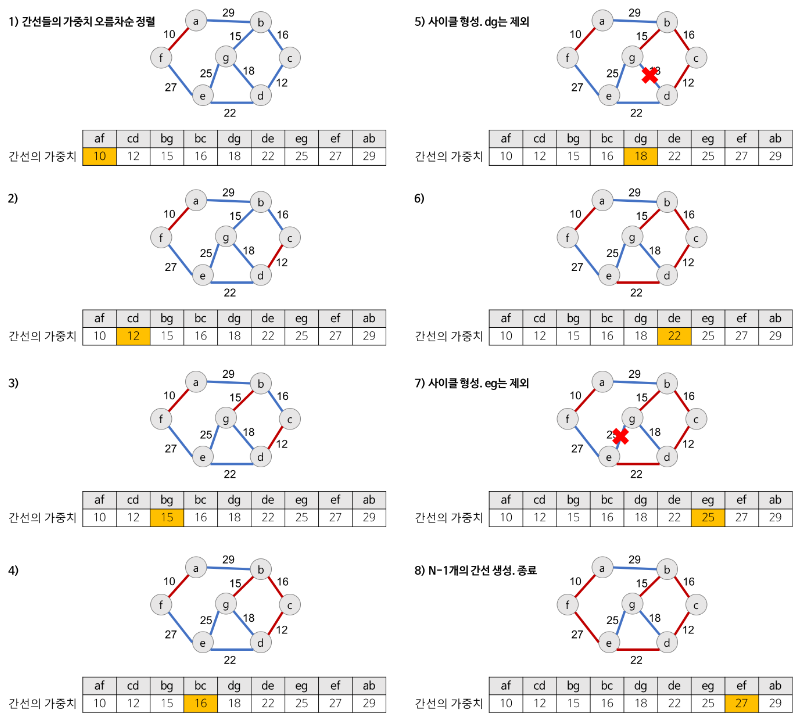 1) 간선들의 가중치 오름차순 정렬
29
a b
10 15 16
f g c
27 25 18 12
e d
22
af cd bg bc dg de eg ef ab
간선의 가중치 10 12 15 16 18 22 25 27 29
2)
29
a b
10 15 16
f g c
27 25 18 12
e d
22
af cd bg bc dg de eg ef ab
간선의 가중치 10 12 15 16 18 22 25 27 29
3)
29
a b
10 15 16
f g c
27 25 18 12
e d
22
af cd bg bc dg de eg ef ab
간선의 가중치 10 12 15 16 18 22 25 27 29
4)
29
a b
10 15 16
f g c
27 25 18 12
e d
22
af cd bg bc dg de eg ef ab
간선의 가중치 10 12 15 16 18 22 25 27 29
5) 사이클 형성. dg는 제외
29
a b
10 15 16
f g c
27 25 12
e d
22
af cd bg bc dg de eg ef ab
간선의 가중치 10 12 15 16 18 22 25 27 29
6)
29
a b
10 15 16
f g c
27 25 18 12
e d
22
af cd bg bc dg de eg ef ab
간선의 가중치 10 12 15 16 18 22 25 27 29
7) 사이클 형성. eg는 제외
29
a b
10 15 16
f g c
27 18 12
e d
22
af cd bg bc dg de eg ef ab
간선의 가중치 10 12 15 16 18 22 25 27 29
8) N-1개의 간선 생성. 종료
29
a b
10 15 16
f g c
27 25 18 12
e d
22
af cd bg bc dg de eg ef ab
간선의 가중치 10 12 15 16 18 22 25 27 29